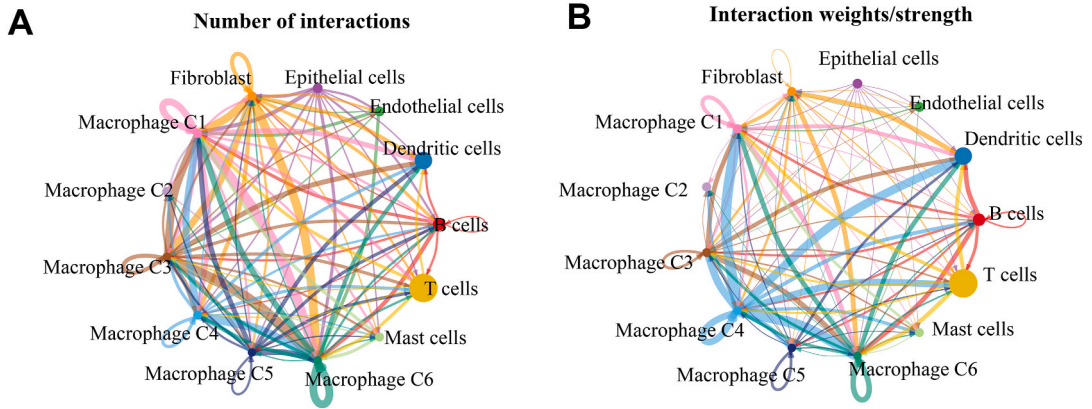 A
Number of interactions
Fibroblast
Epithelial cells
Endothelial cells
Macrophage C1
Dendritic cells
Macrophage C2
B cells
Macrophage C3
T cells
Macrophage C4
Mast cells
Macrophage C5
Macrophage C6
B
Interaction weights/strength
Epithelial cells
Fibroblast
Endothelial cells
Macrophage C1
Dendritic cells
Macrophage C2
B cells
Macrophage C3
T cells
Macrophage C4
Mast cells
Macrophage C5
Macrophage C6